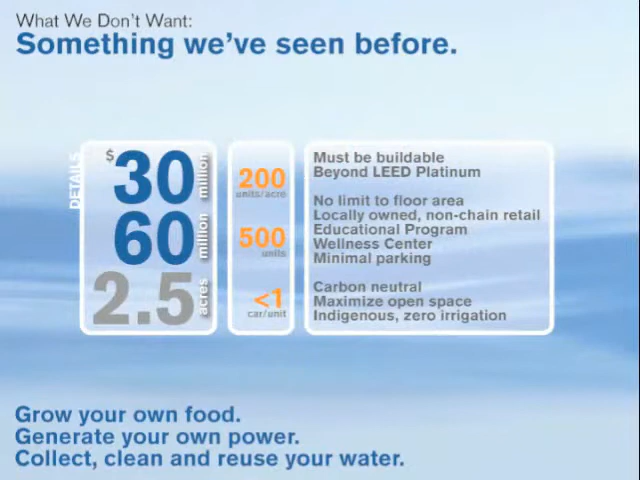 What We Don't Want:
Something we've seen before.
DETAILS
$30 million
60 million
2.5 acres
200
units/acre
500
units
<1
car/unit
Must be buildable
Beyond LEED Platinum
No limit to floor area
Locally owned, non-chain retail
Educational Program
Wellness Center
Minimal parking
Carbon neutral
Maximize open space
Indigenous, zero irrigation
Grow your own food.
Generate your own power.
Collect, clean and reuse your water.